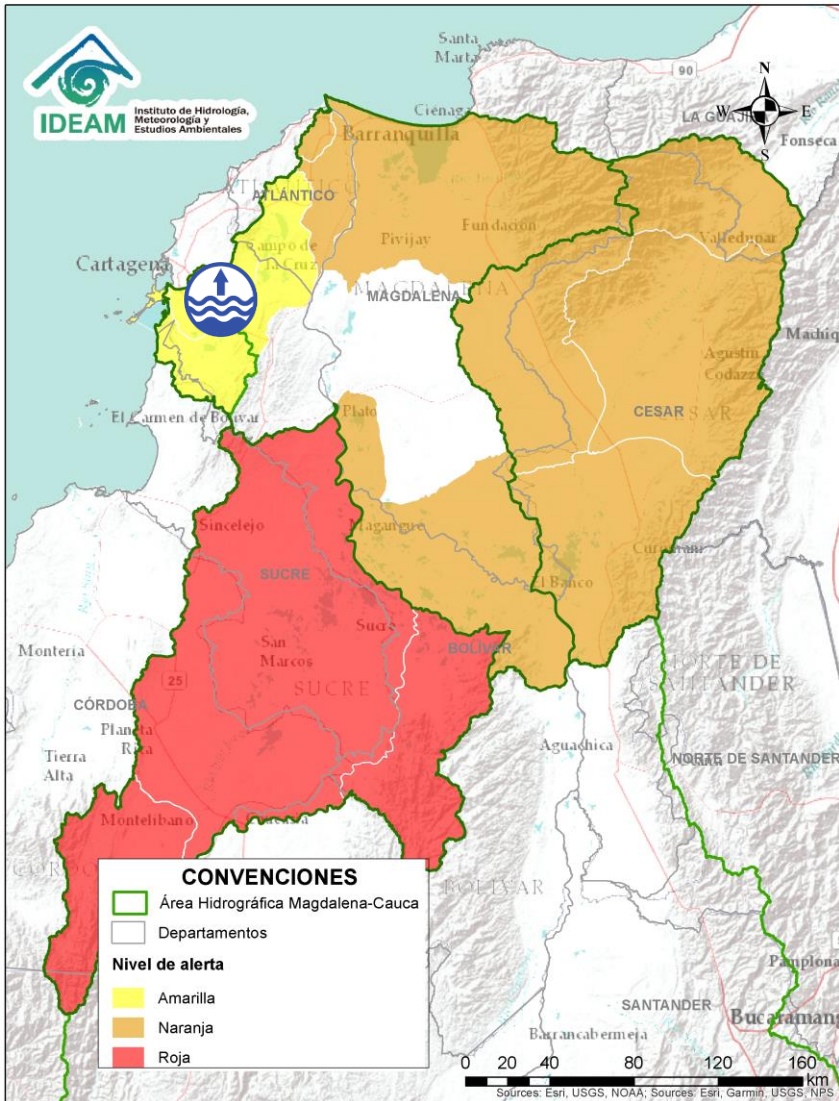 IDEAM
Instituto de Hidrología,
Meteorología y
Estudios Ambientales
Santa
Marta
90
N
W
E
S
LA GUAJIR
Fonseca
Ciénaga
Barranquilla
ATLÁNTICO
Valledupar
Fundación
Pivijay
Campo de
la Cruz
Cartagena
MAGDALENA
Agustín
Codazzi
CESAR
El Carmen de Bolívar
Plato
Sincelejo
Magangué
El Banco
SUCRE
Sucre
San
Marcos
SUCRE
BOLÍVAR
Montería
25
CÓRDOBA
Planeta
Rica
Tierra
Alta
NORTE DE
SANTANDER
Aguachica
NORTE DE SANTANDER
Montelíbano
BOLÍVAR
CONVENCIONES
Área Hidrográfica Magdalena-Cauca
Departamentos
Nivel de alerta
Amarilla
Naranja
Roja
Pamplona
SANTANDER
Bucaramang
Barrancabermeja
0 20 40 80 120 160
km
Sources: Esri, USGS, NOAA; Sources: Esri, Garmin, USGS, NPS